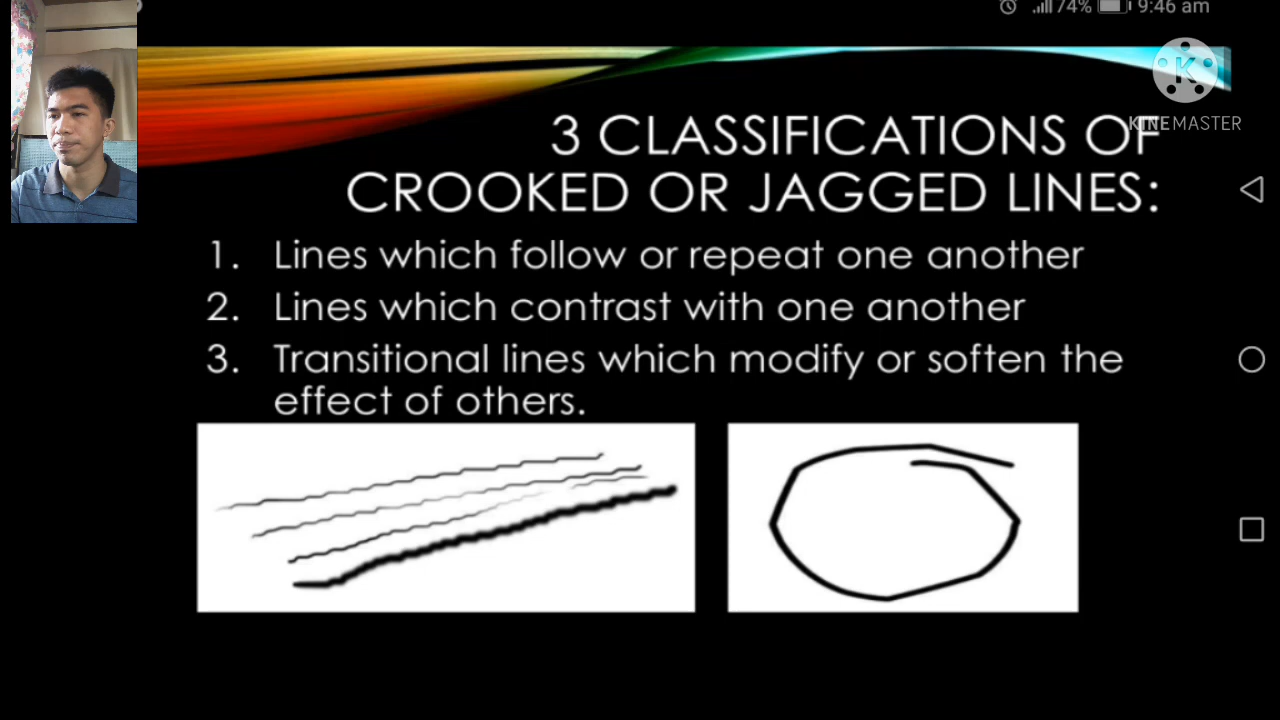 74% 9:46 am
K
KINEMASTER
3 CLASSIFICATIONS OF
CROOKED OR JAGGED LINES:
1. Lines which follow or repeat one another
2. Lines which contrast with one another
3. Transitional lines which modify or soften the
effect of others.